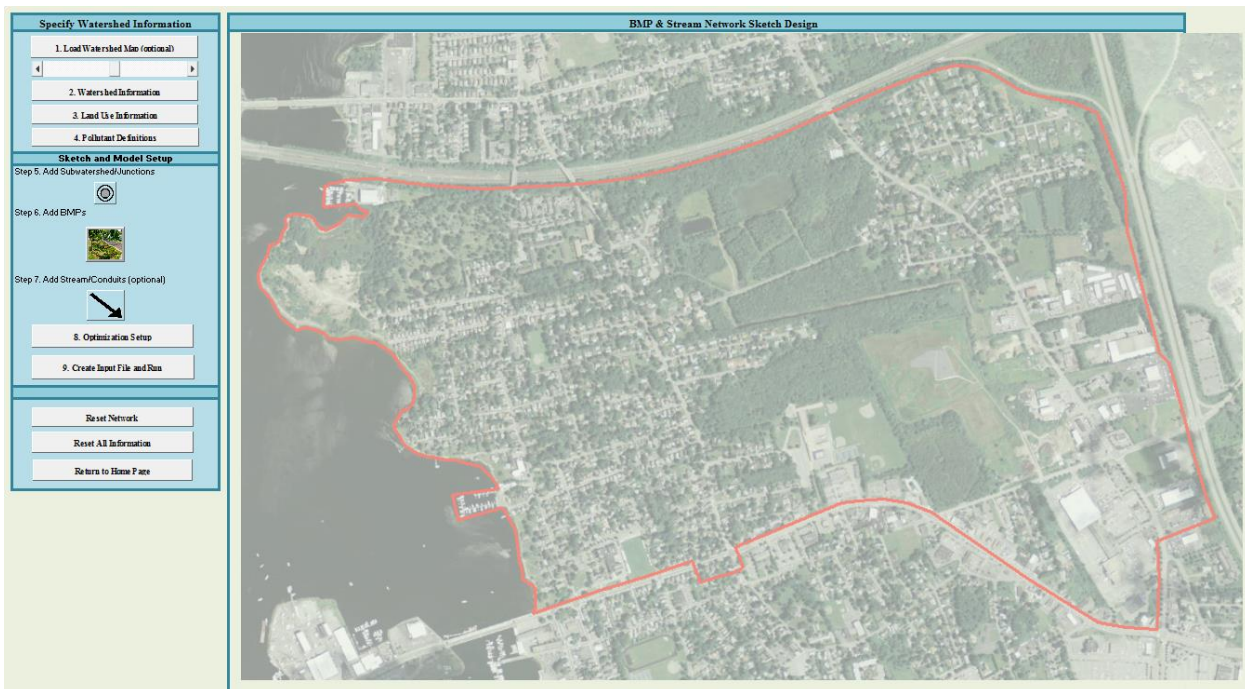 Specify Watershed Information
1. Load Watershed Map (optional)
2. Watershed Information
3. Land Use Information
4. Pollutant Definitions
Sketch and Model Setup
Step 5. Add Subwatershed/Junctions
Step 6. Add BMPs
Step 7. Add Stream/Conduits (optional)
8. Optimization Setup
9. Create Input File and Run
Reset Network
Reset All Information
Return to Home Page
BMP & Stream Network Sketch Design